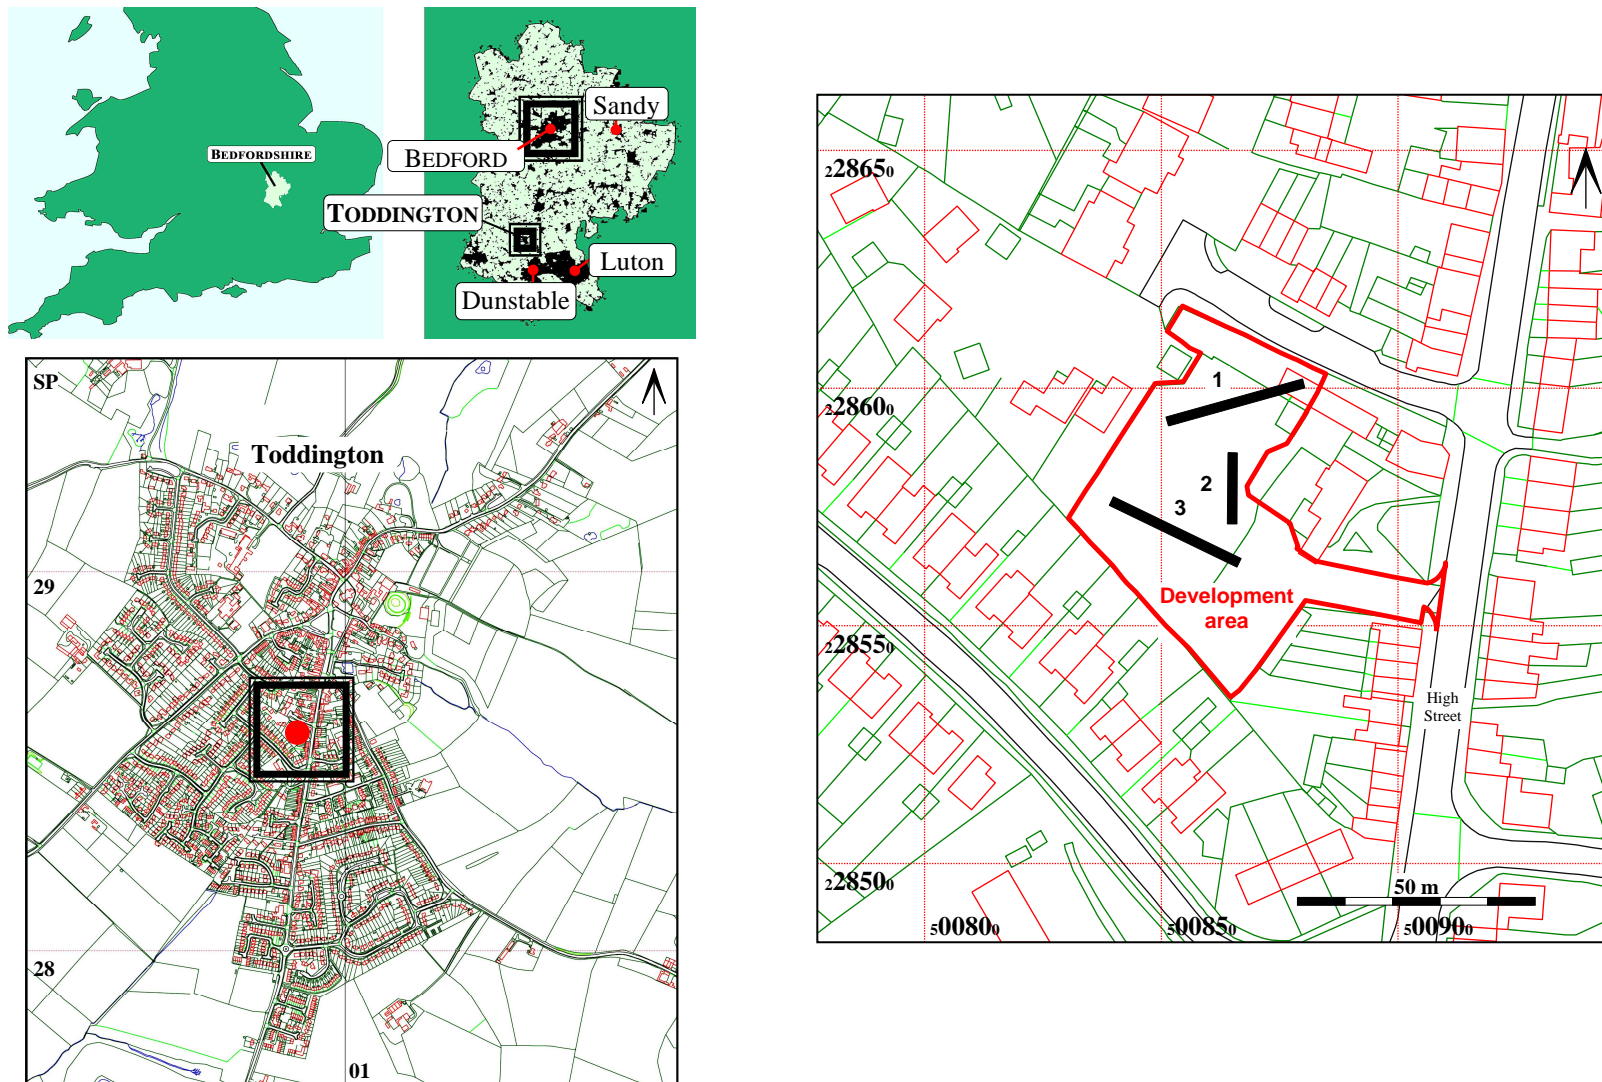 BEDFORDSHIRE
Sandy
BEDFORD
TODDINGTON
Luton
Dunstable
SP
Toddington
29
28
01
228650
228600
228550
228500
500800
500850
500900
1
2
3
Development
area
High
Street
50 m